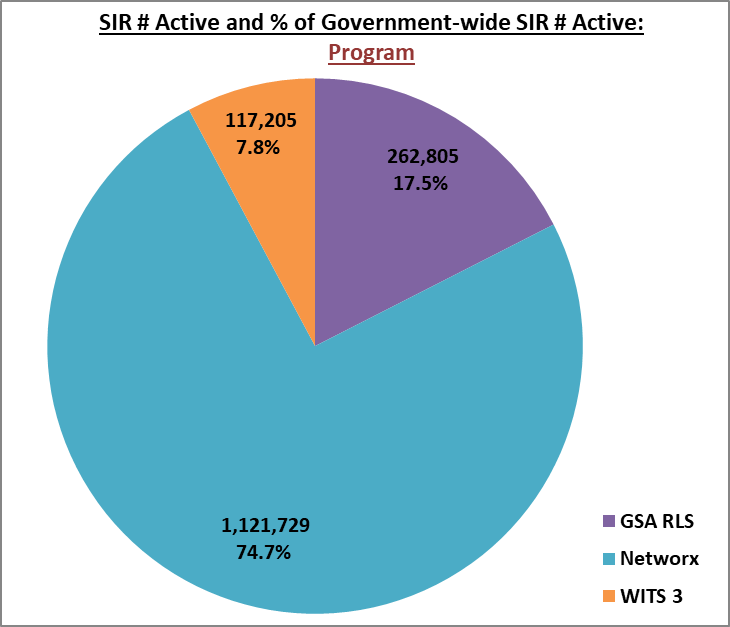 SIR # Active and % of Government-wide SIR # Active:
Program
117,205
7.8%
262,805
17.5%
1,121,729
74.7%
GSA RLS
Networx
WITS 3